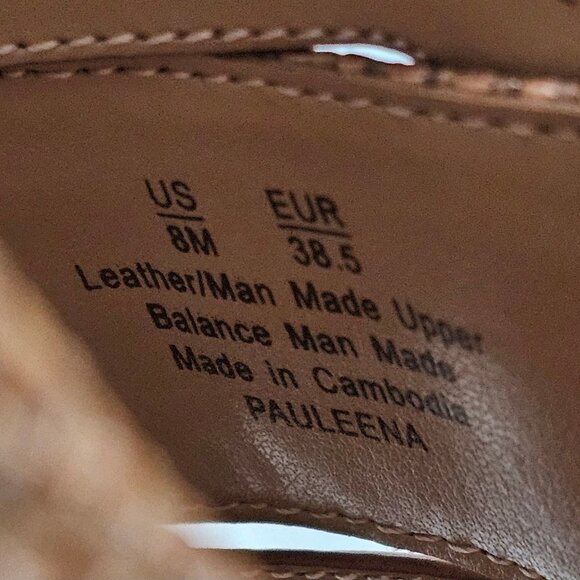 US EUR
8M 38.5
Leather/Man Made Upper
Balance Man Made
Made in Cambodia
PAULEENA